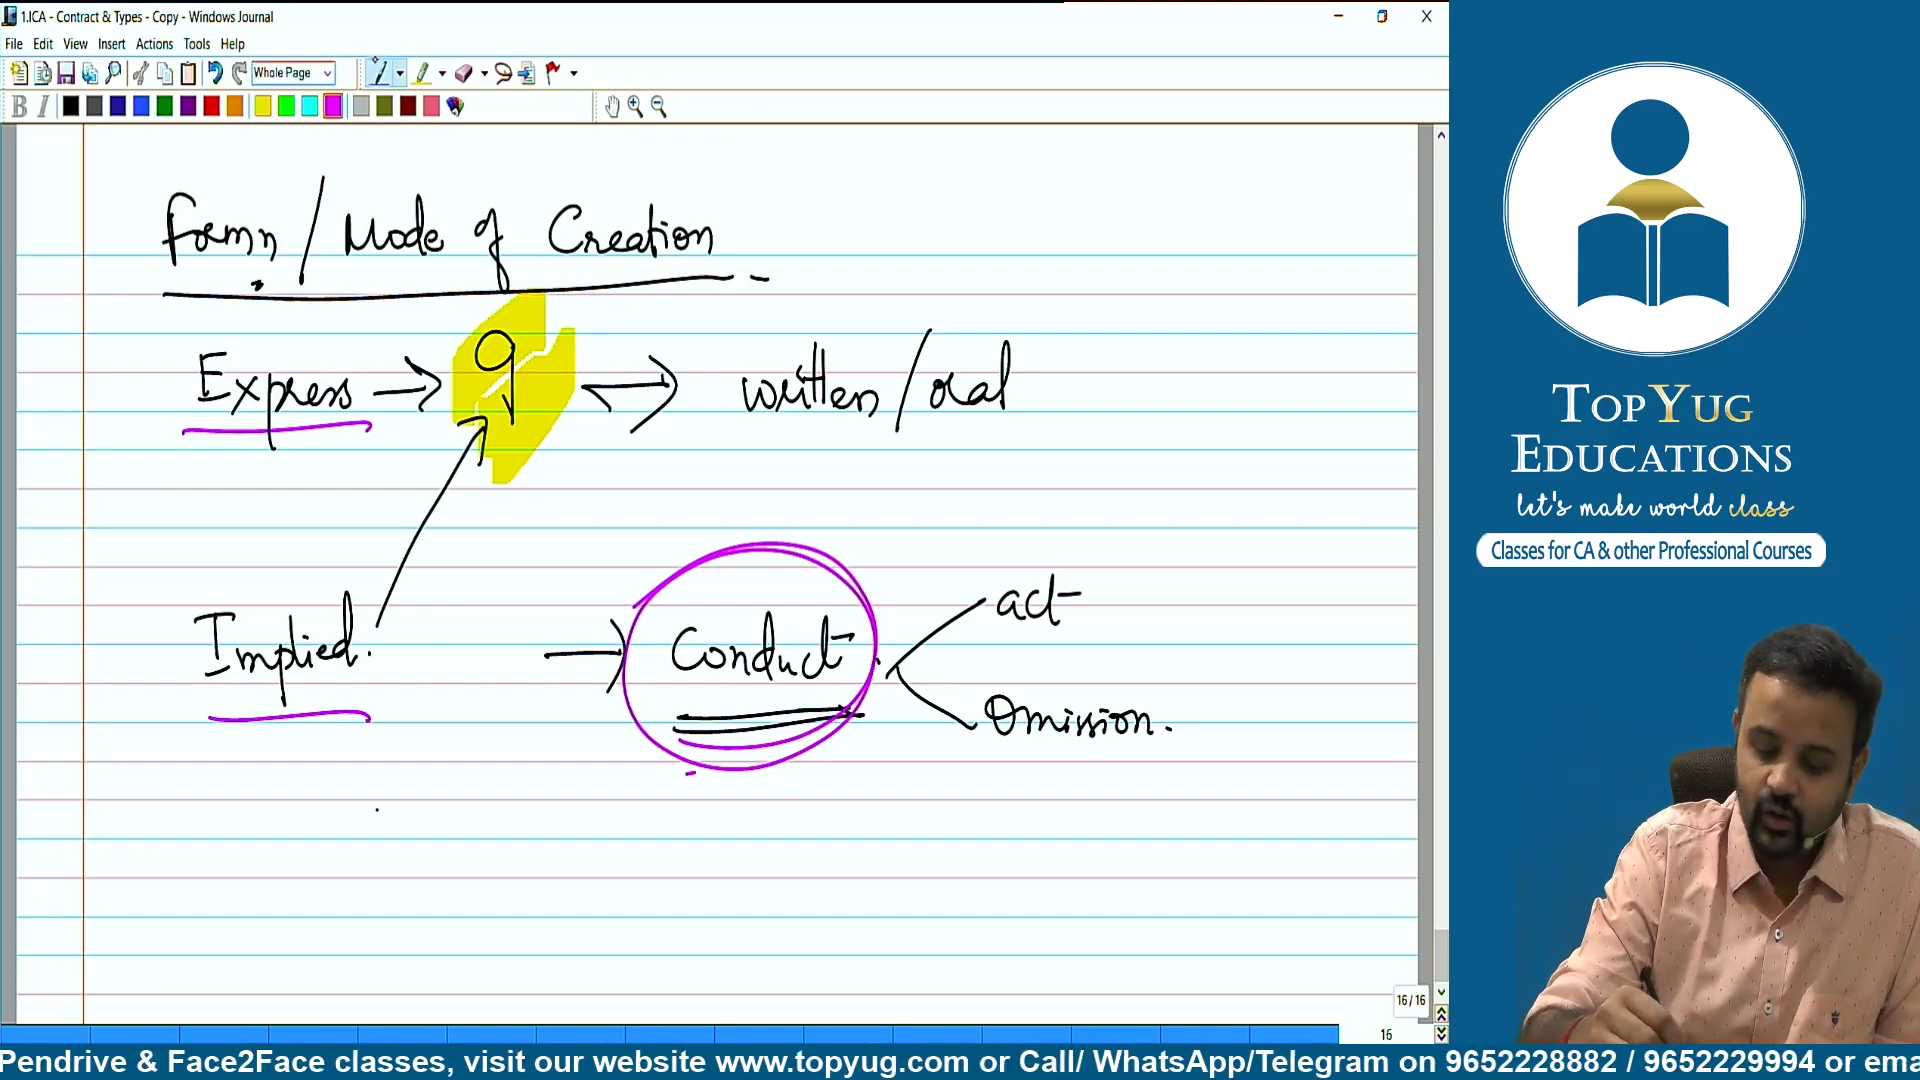 1.ICA - Contract & Types - Copy - Windows Journal
File Edit View Insert Actions Tools Help
Whole Page
B I
Formn / Mode of Creation
Express → 9 → written / oral
Implied. → Conduct
act
Omission.
16 / 16
16
TOPYUG
EDUCATIONS
let's make world class
Classes for CA & other Professional Courses
Pendrive & Face2Face classes, visit our website www.topyug.com or Call/ WhatsApp/Telegram on 9652228882 / 9652229994 or ema